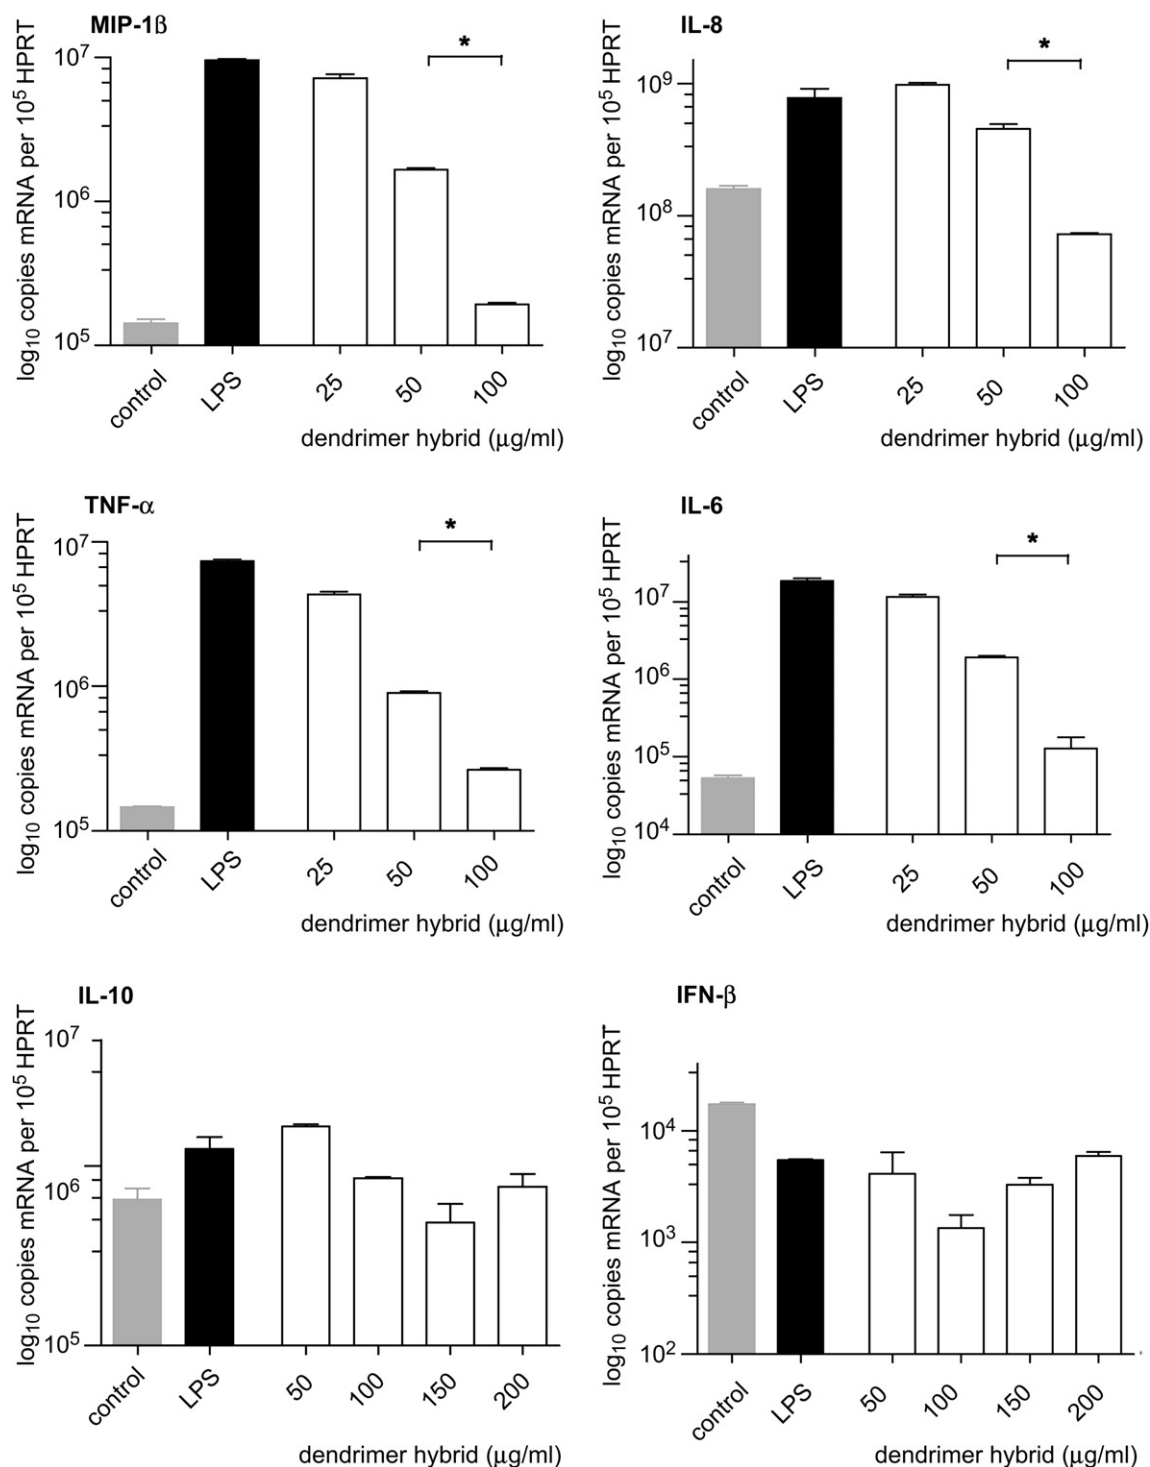 MIP-1β
log₁₀ copies mRNA per 10⁵ HPRT
10⁷
10⁶
10⁵
*
control
LPS
25
50
100
dendrimer hybrid (μg/ml)
IL-8
log₁₀ copies mRNA per 10⁵ HPRT
10⁹
10⁸
10⁷
*
control
LPS
25
50
100
dendrimer hybrid (μg/ml)
TNF-α
log₁₀ copies mRNA per 10⁵ HPRT
10⁷
10⁶
10⁵
*
control
LPS
25
50
100
dendrimer hybrid (μg/ml)
IL-6
log₁₀ copies mRNA per 10⁵ HPRT
10⁷
10⁶
10⁵
10⁴
*
control
LPS
25
50
100
dendrimer hybrid (μg/ml)
IL-10
log₁₀ copies mRNA per 10⁵ HPRT
10⁷
10⁶
10⁵
control
LPS
50
100
150
200
dendrimer hybrid (μg/ml)
IFN-β
log₁₀ copies mRNA per 10⁵ HPRT
10⁴
10³
10²
control
LPS
50
100
150
200
dendrimer hybrid (μg/ml)